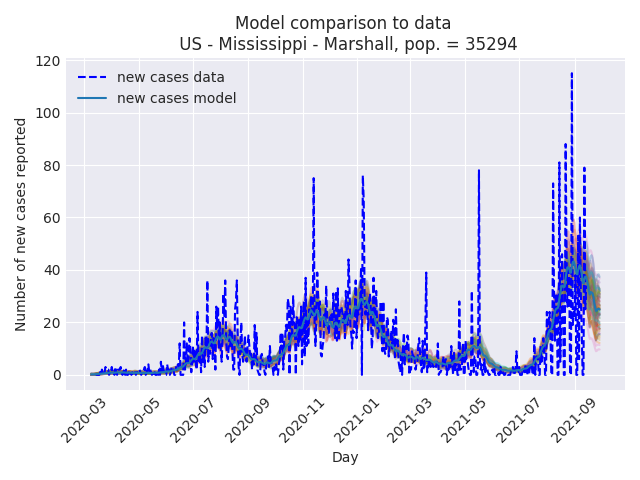 Model comparison to data
US - Mississippi - Marshall, pop. = 35294
120
100
80
60
40
20
0
Number of new cases reported
new cases data
new cases model
2020-03
2020-05
2020-07
2020-09
2020-11
2021-01
2021-03
2021-05
2021-07
2021-09
Day